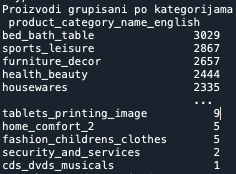 Proizvodi grupisani po kategorijama
product_category_name_english
bed_bath_table 3029
sports_leisure 2867
furniture_decor 2657
health_beauty 2444
housewares 2335
...
tablets_printing_image 9
home_comfort_2 5
fashion_childrens_clothes 5
security_and_services 2
cds_dvds_musicals 1